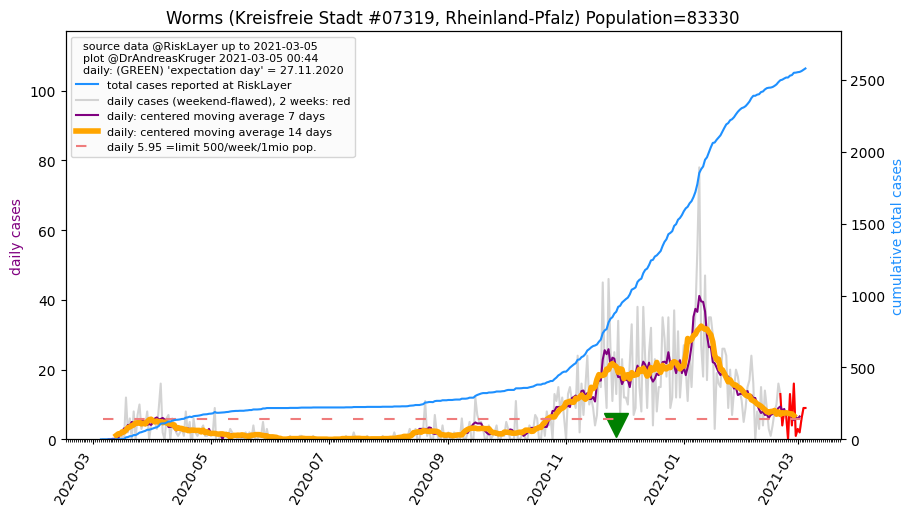 Worms (Kreisfreie Stadt #07319, Rheinland-Pfalz) Population=83330
source data @RiskLayer up to 2021-03-05
plot @DrAndreasKruger 2021-03-05 00:44
daily: (GREEN) 'expectation day' = 27.11.2020
total cases reported at RiskLayer
daily cases (weekend-flawed), 2 weeks: red
daily: centered moving average 7 days
daily: centered moving average 14 days
daily 5.95 =limit 500/week/1mio pop.
daily cases
100
80
60
40
20
0
cumulative total cases
2500
2000
1500
1000
500
0
2020-03
2020-05
2020-07
2020-09
2020-11
2021-01
2021-03